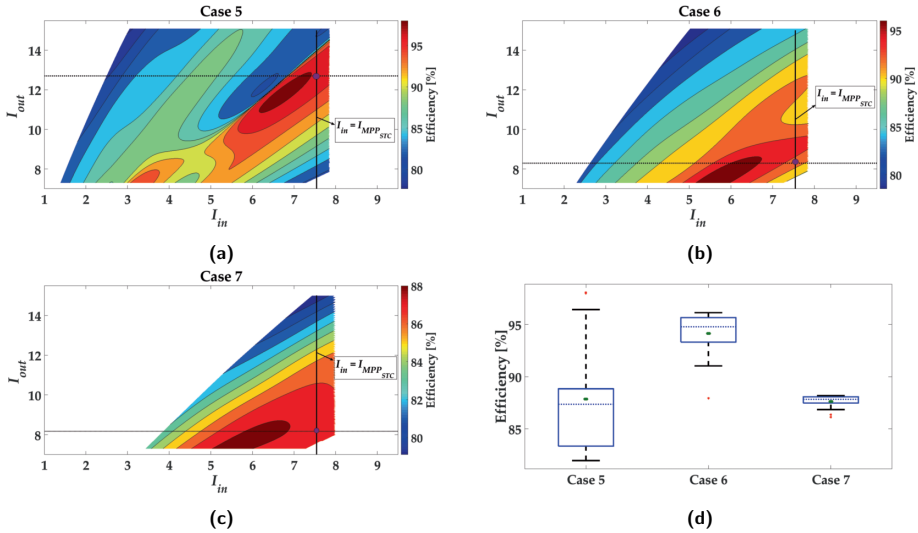 Case 5
14
12
10
8
I_out
1 2 3 4 5 6 7 8 9
I_in
95
90
85
80
Efficiency [%]
I_in = I_MPP_STC
(a)
Case 6
14
12
10
8
I_out
1 2 3 4 5 6 7 8 9
I_in
95
90
85
80
Efficiency [%]
I_in = I_MPP_STC
(b)
Case 7
14
12
10
8
I_out
1 2 3 4 5 6 7 8 9
I_in
88
86
84
82
80
Efficiency [%]
I_in = I_MPP_STC
(c)
95
90
85
Efficiency [%]
Case 5 Case 6 Case 7
(d)